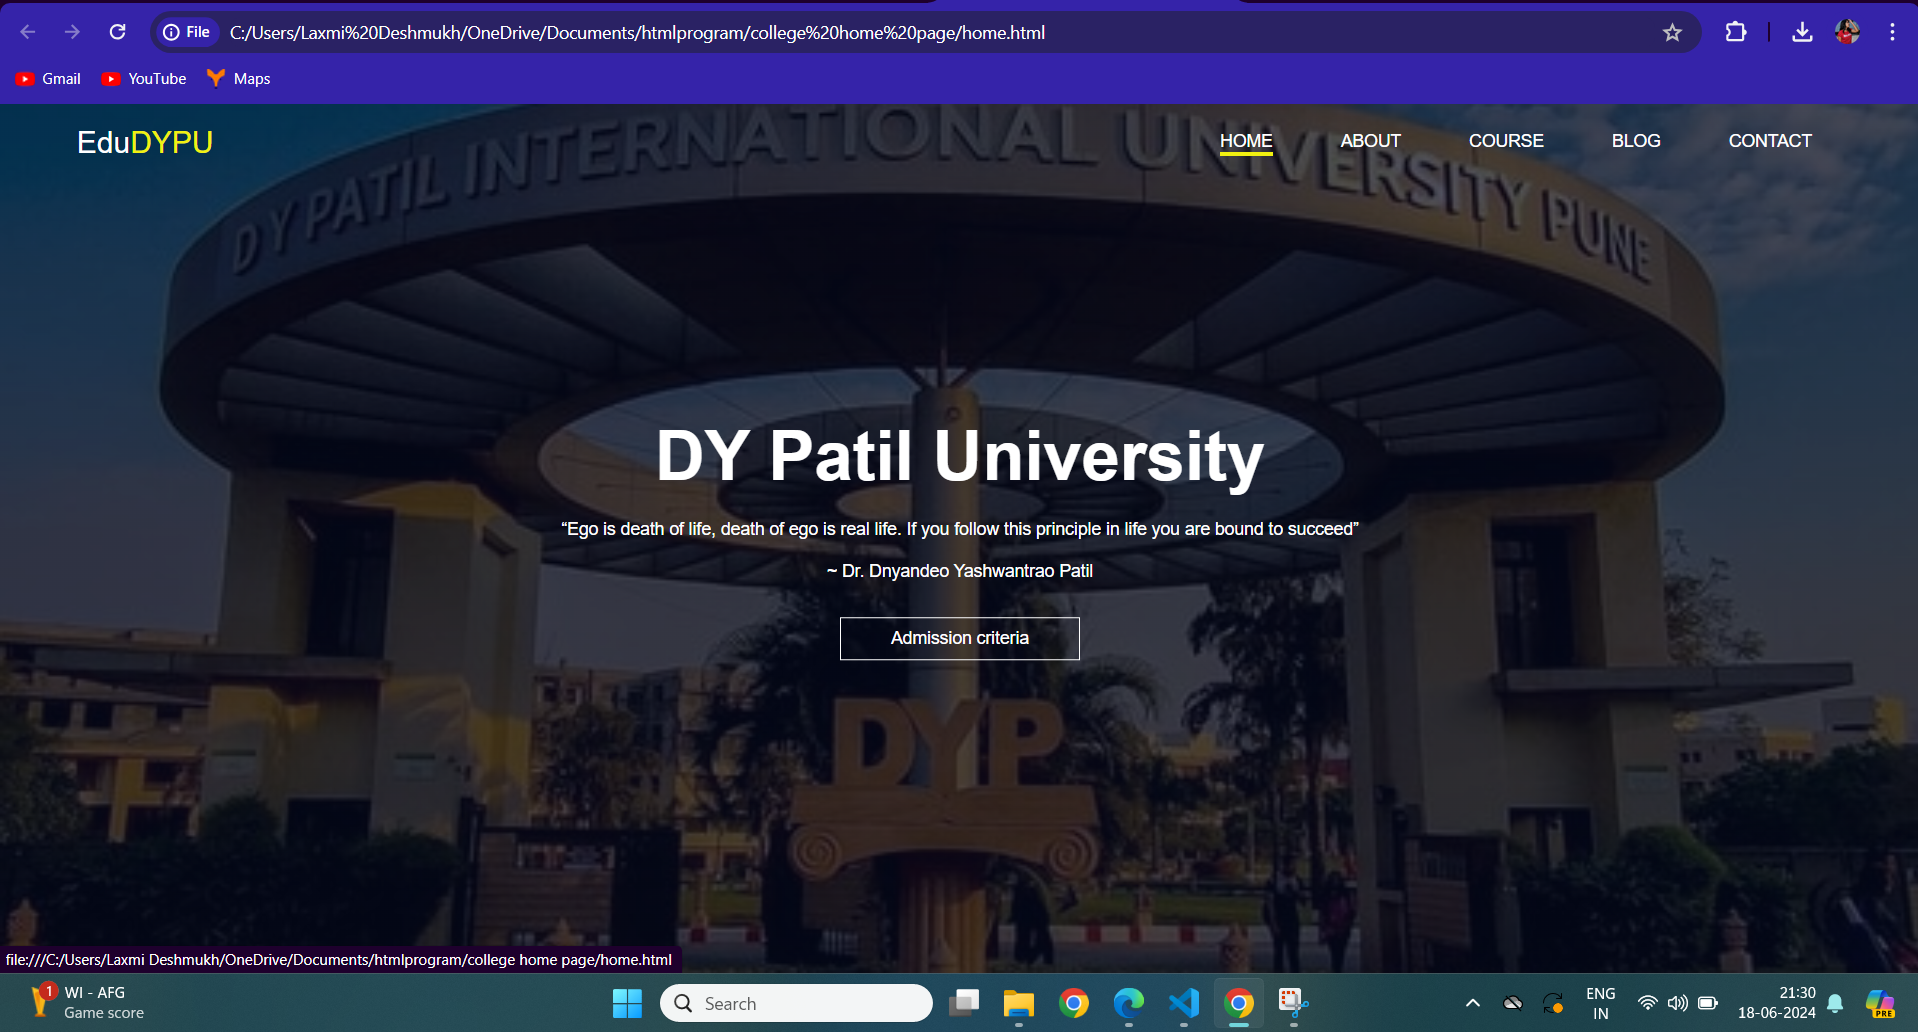 File C:/Users/Laxmi%20Deshmukh/OneDrive/Documents/htmlprogram/college%20home%20page/home.html
Gmail YouTube Maps
EduDYPU HOME ABOUT COURSE BLOG CONTACT
DY PATIL INTERNATIONAL UNIVERSITY PUNE
DY Patil University
“Ego is death of life, death of ego is real life. If you follow this principle in life you are bound to succeed”
~ Dr. Dnyandeo Yashwantrao Patil
Admission criteria
DYP
file:///C:/Users/Laxmi Deshmukh/OneDrive/Documents/htmlprogram/college home page/home.html
1
WI - AFG
Game score
Search
ENG
IN
21:30
18-06-2024
PRE